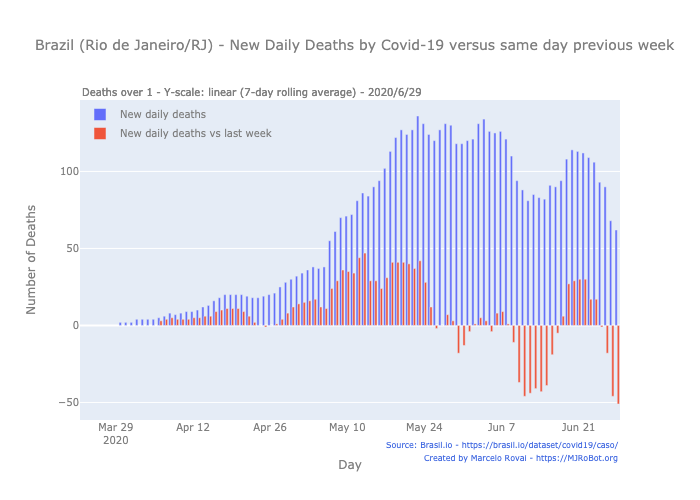 Brazil (Rio de Janeiro/RJ) - New Daily Deaths by Covid-19 versus same day previous week
Deaths over 1 - Y-scale: linear (7-day rolling average) - 2020/6/29
New daily deaths
New daily deaths vs last week
Number of Deaths
100
50
0
−50
Mar 29 Apr 12 Apr 26 May 10 May 24 Jun 7 Jun 21
2020
Source: Brasil.io - https://brasil.io/dataset/covid19/caso/
Created by Marcelo Rovai - https://MJRoBot.org
Day